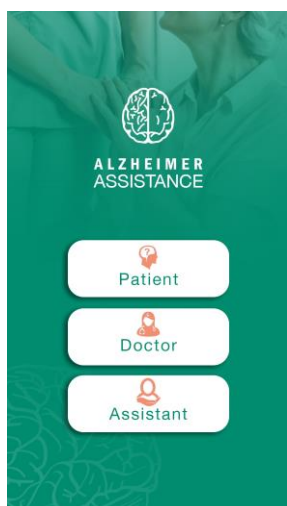 ALZHEIMER
ASSISTANCE
Patient
Doctor
Assistant